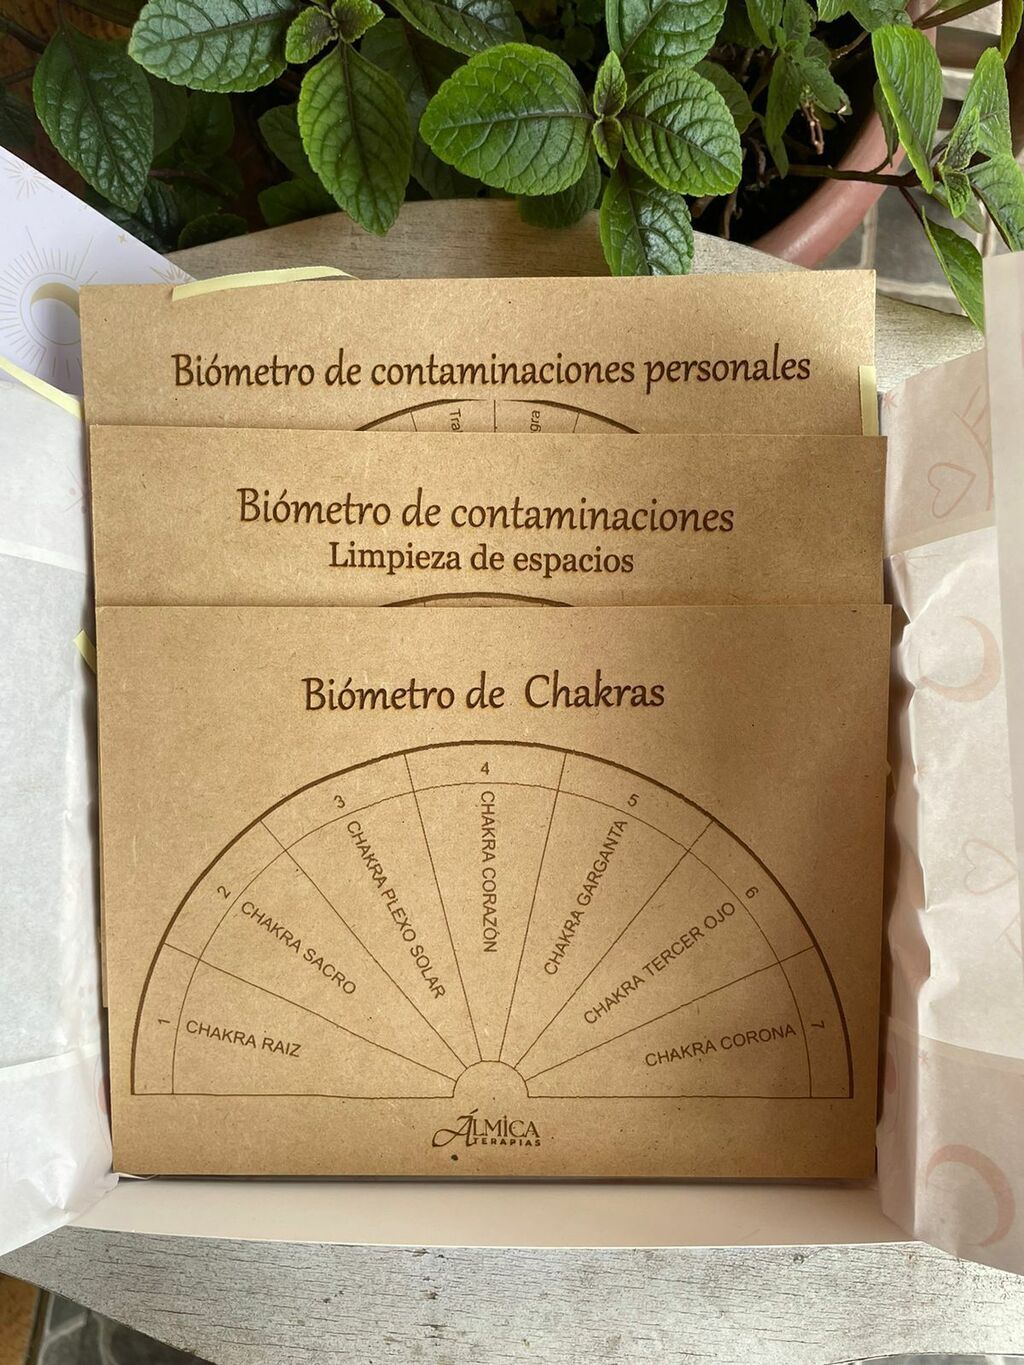 Biómetro de contaminaciones personales
Biómetro de contaminaciones
Limpieza de espacios
Biómetro de Chakras
1
CHAKRA RAIZ
2
CHAKRA SACRO
3
CHAKRA PLEXO SOLAR
4
CHAKRA CORAZÓN
5
CHAKRA GARGANTA
6
CHAKRA TERCER OJO
7
CHAKRA CORONA
ÁLMICA
TERAPIAS